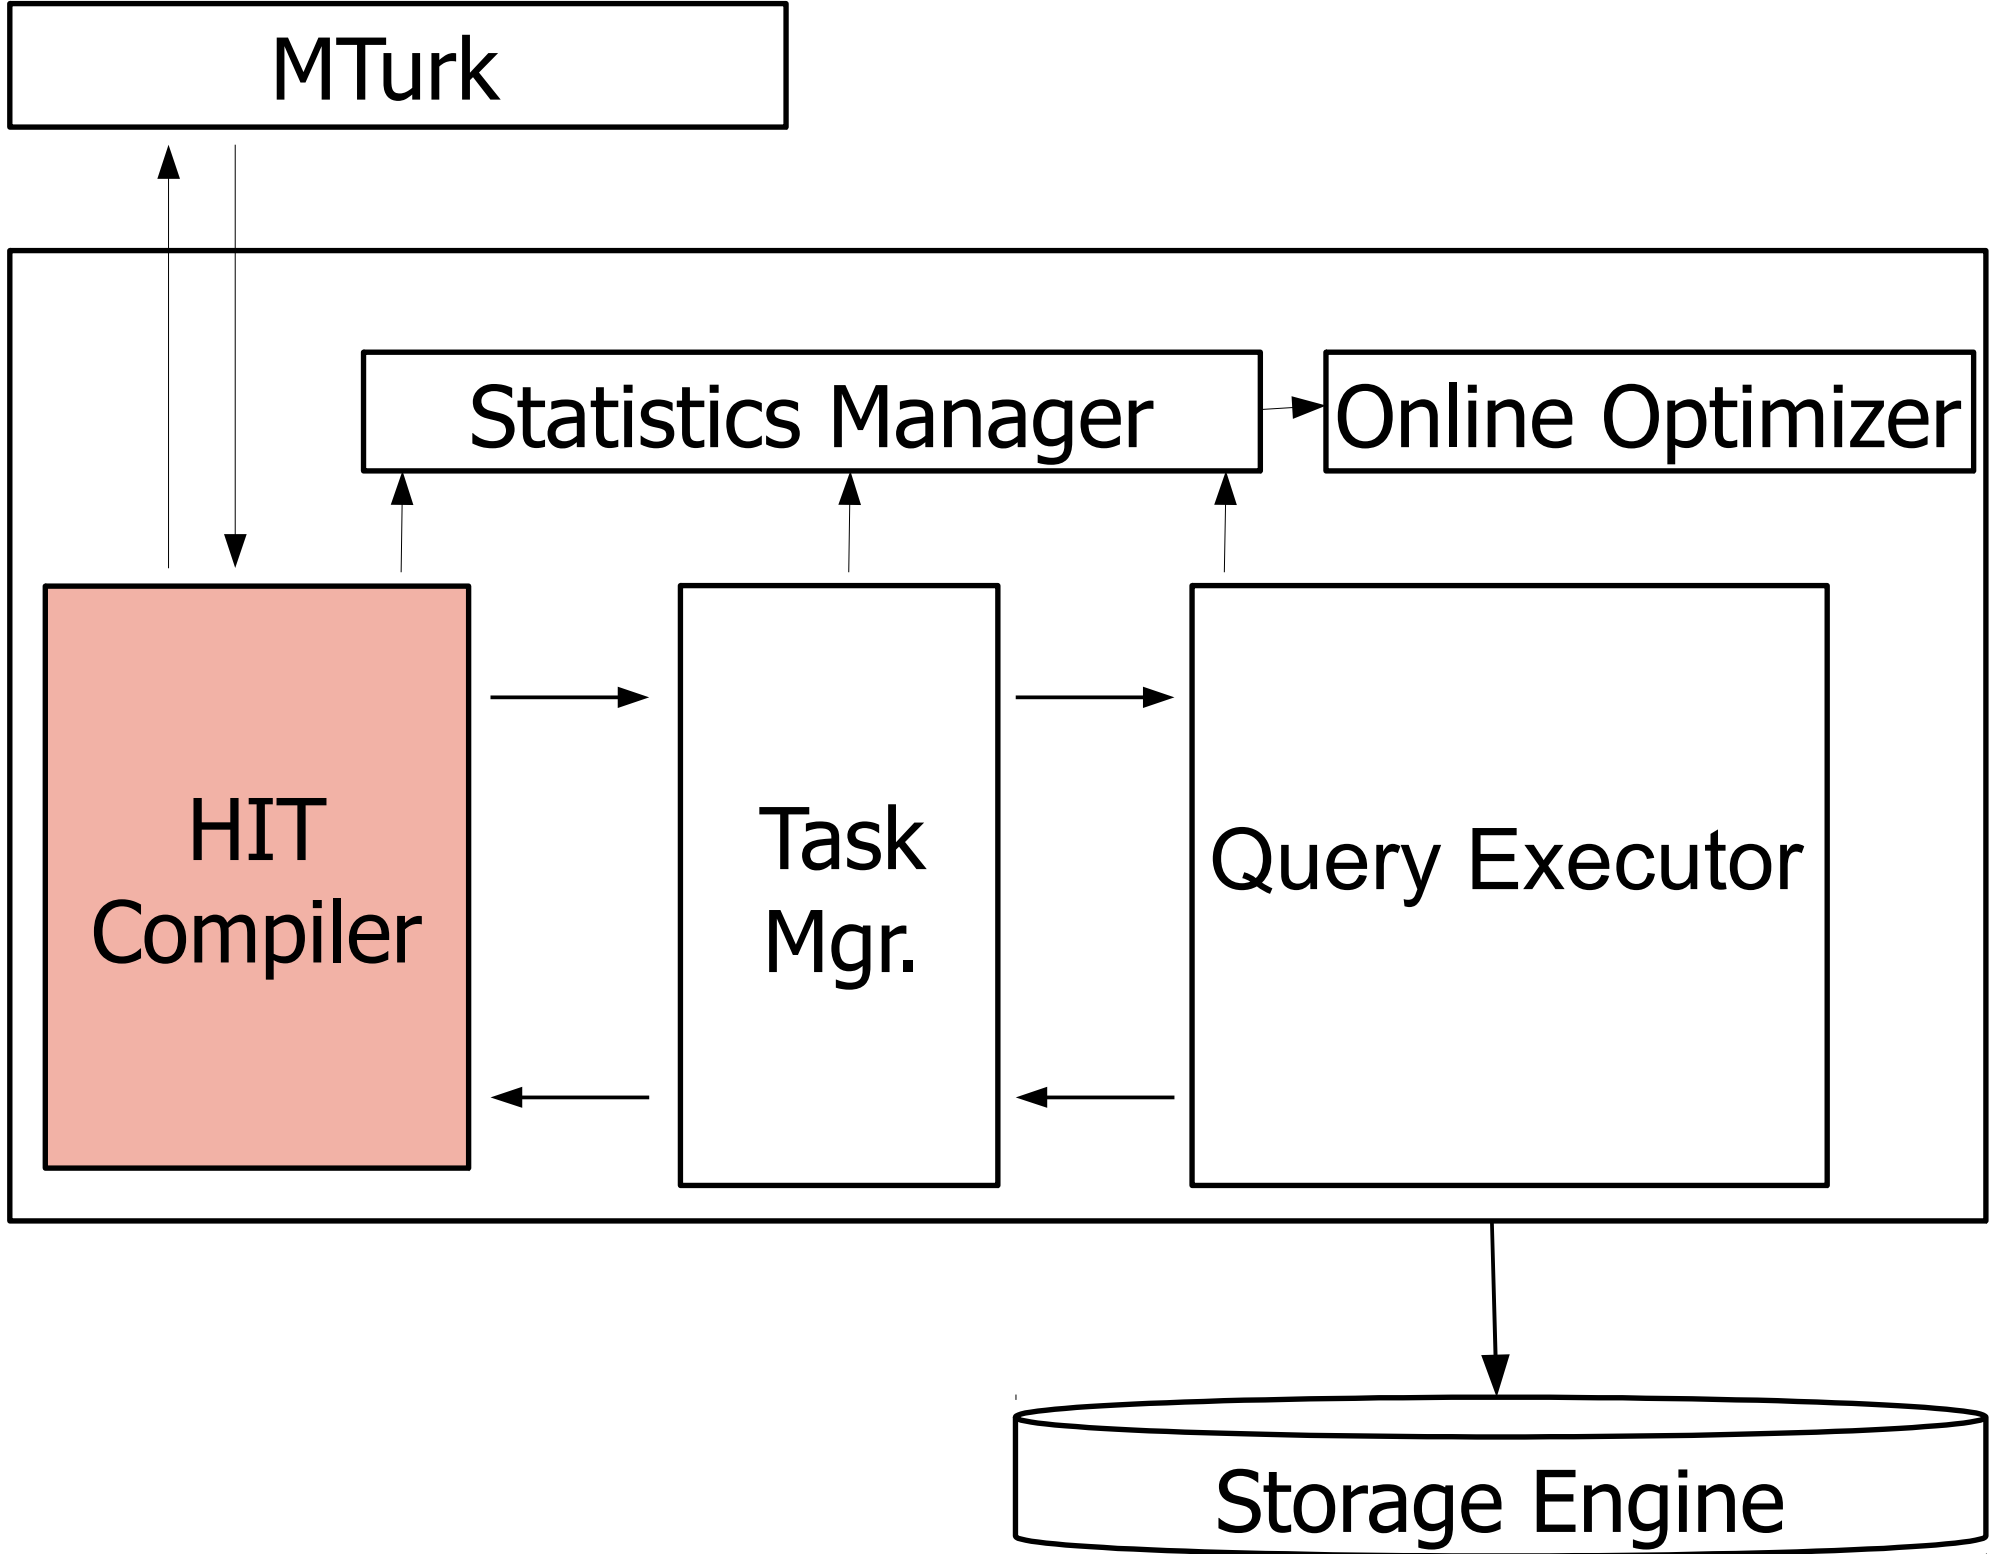 MTurk
Statistics Manager
Online Optimizer
HIT
Compiler
Task
Mgr.
Query Executor
Storage Engine